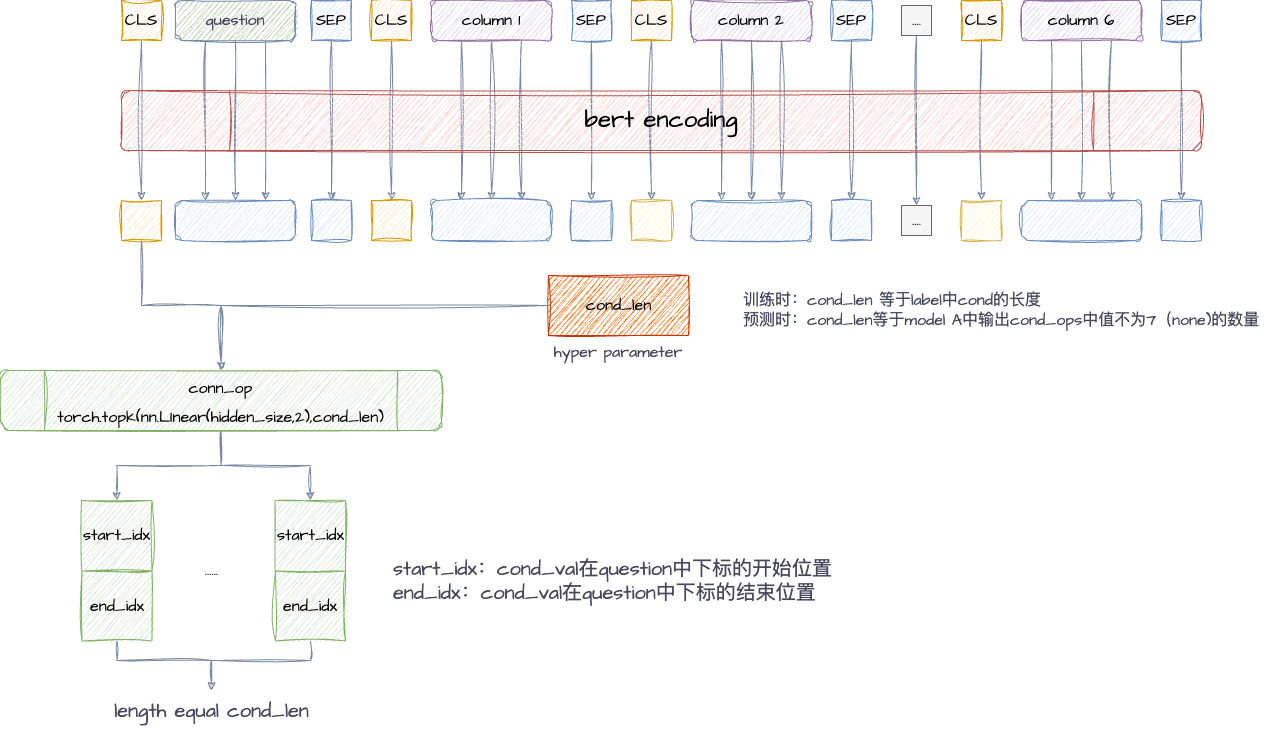 CLS question SEP CLS column 1 SEP CLS column 2 SEP .... CLS column 6 SEP
bert encoding
....
cond_len
训练时：cond_len 等于label中cond的长度
预测时：cond_len等于model A中输出cond_ops中值不为7（none)的数量
hyper parameter
conn_op
torch.topk(nn.LInear(hidden_size,2),cond_len)
start_idx start_idx
......
end_idx end_idx
start_idx：cond_val在question中下标的开始位置
end_idx：cond_val在question中下标的结束位置
length equal cond_len